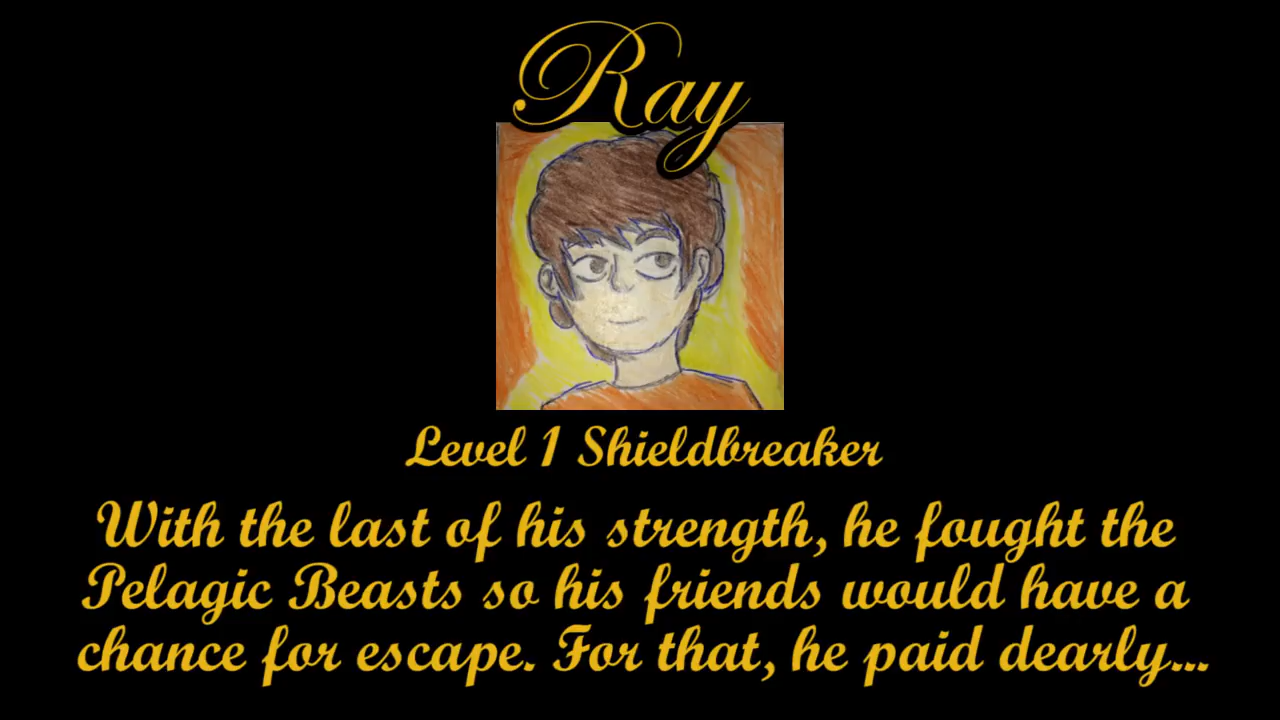 Ray
Level 1 Shieldbreaker
With the last of his strength, he fought the
Pelagic Beasts so his friends would have a
chance for escape. For that, he paid dearly...